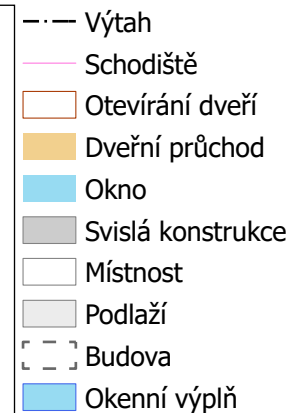 Výtah
Schodiště
Otevírání dveří
Dveřní průchod
Okno
Svislá konstrukce
Místnost
Podlaží
Budova
Okenní výplň